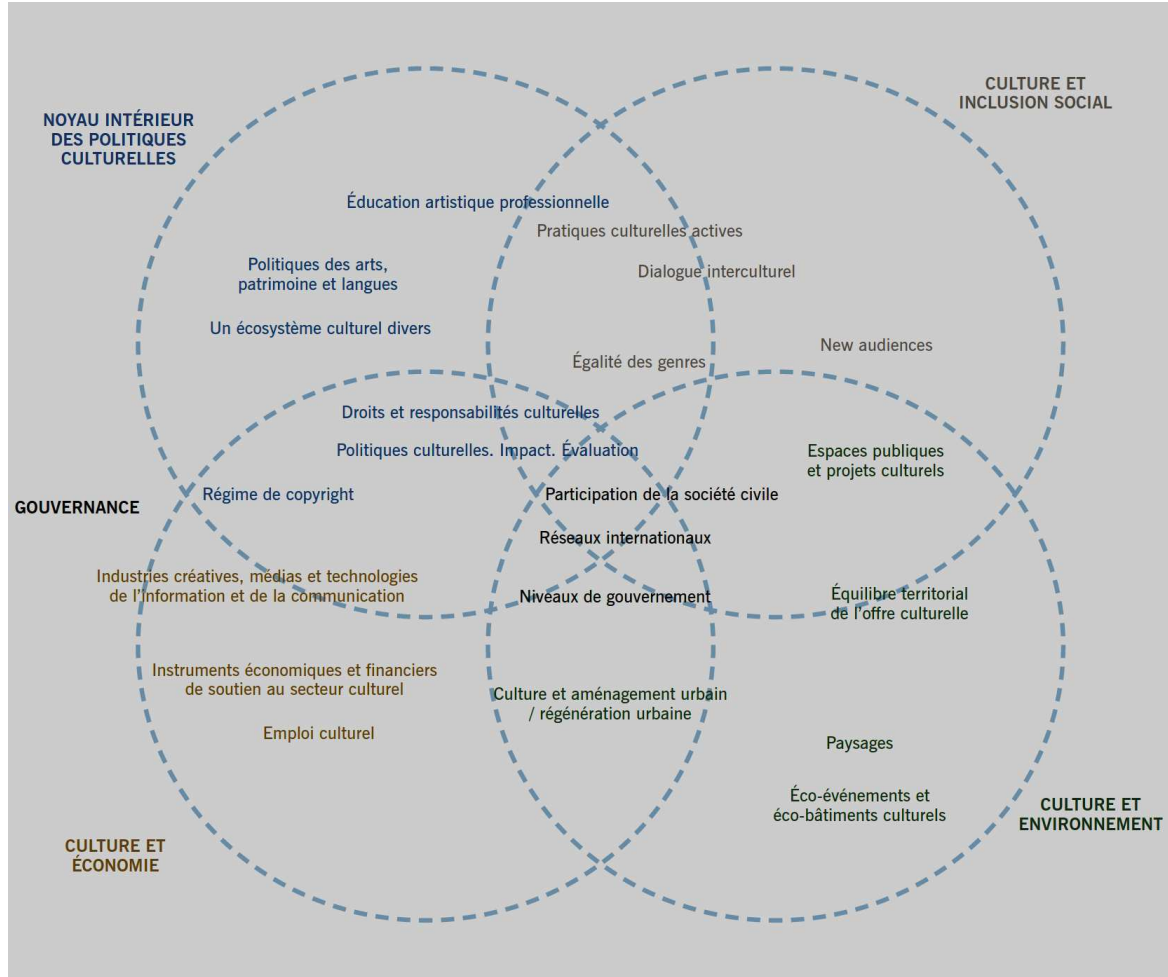 CULTURE ET
INCLUSION SOCIAL
NOYAU INTÉRIEUR
DES POLITIQUES
CULTURELLES
Éducation artistique professionnelle
Pratiques culturelles actives
Politiques des arts,
patrimoine et langues
Dialogue interculturel
Un écosystème culturel divers
New audiences
Égalité des genres
Droits et responsabilités culturelles
Politiques culturelles. Impact. Évaluation
Espaces publiques
et projets culturels
GOUVERNANCE
Régime de copyright
Participation de la société civile
Réseaux internationaux
Industries créatives, médias et technologies
de l'information et de la communication
Niveaux de gouvernement
Équilibre territorial
de l'offre culturelle
Instruments économiques et financiers
de soutien au secteur culturel
Culture et aménagement urbain
/ régénération urbaine
Emploi culturel
Paysages
Éco-événements et
éco-bâtiments culturels
CULTURE ET
ENVIRONNEMENT
CULTURE ET
ÉCONOMIE